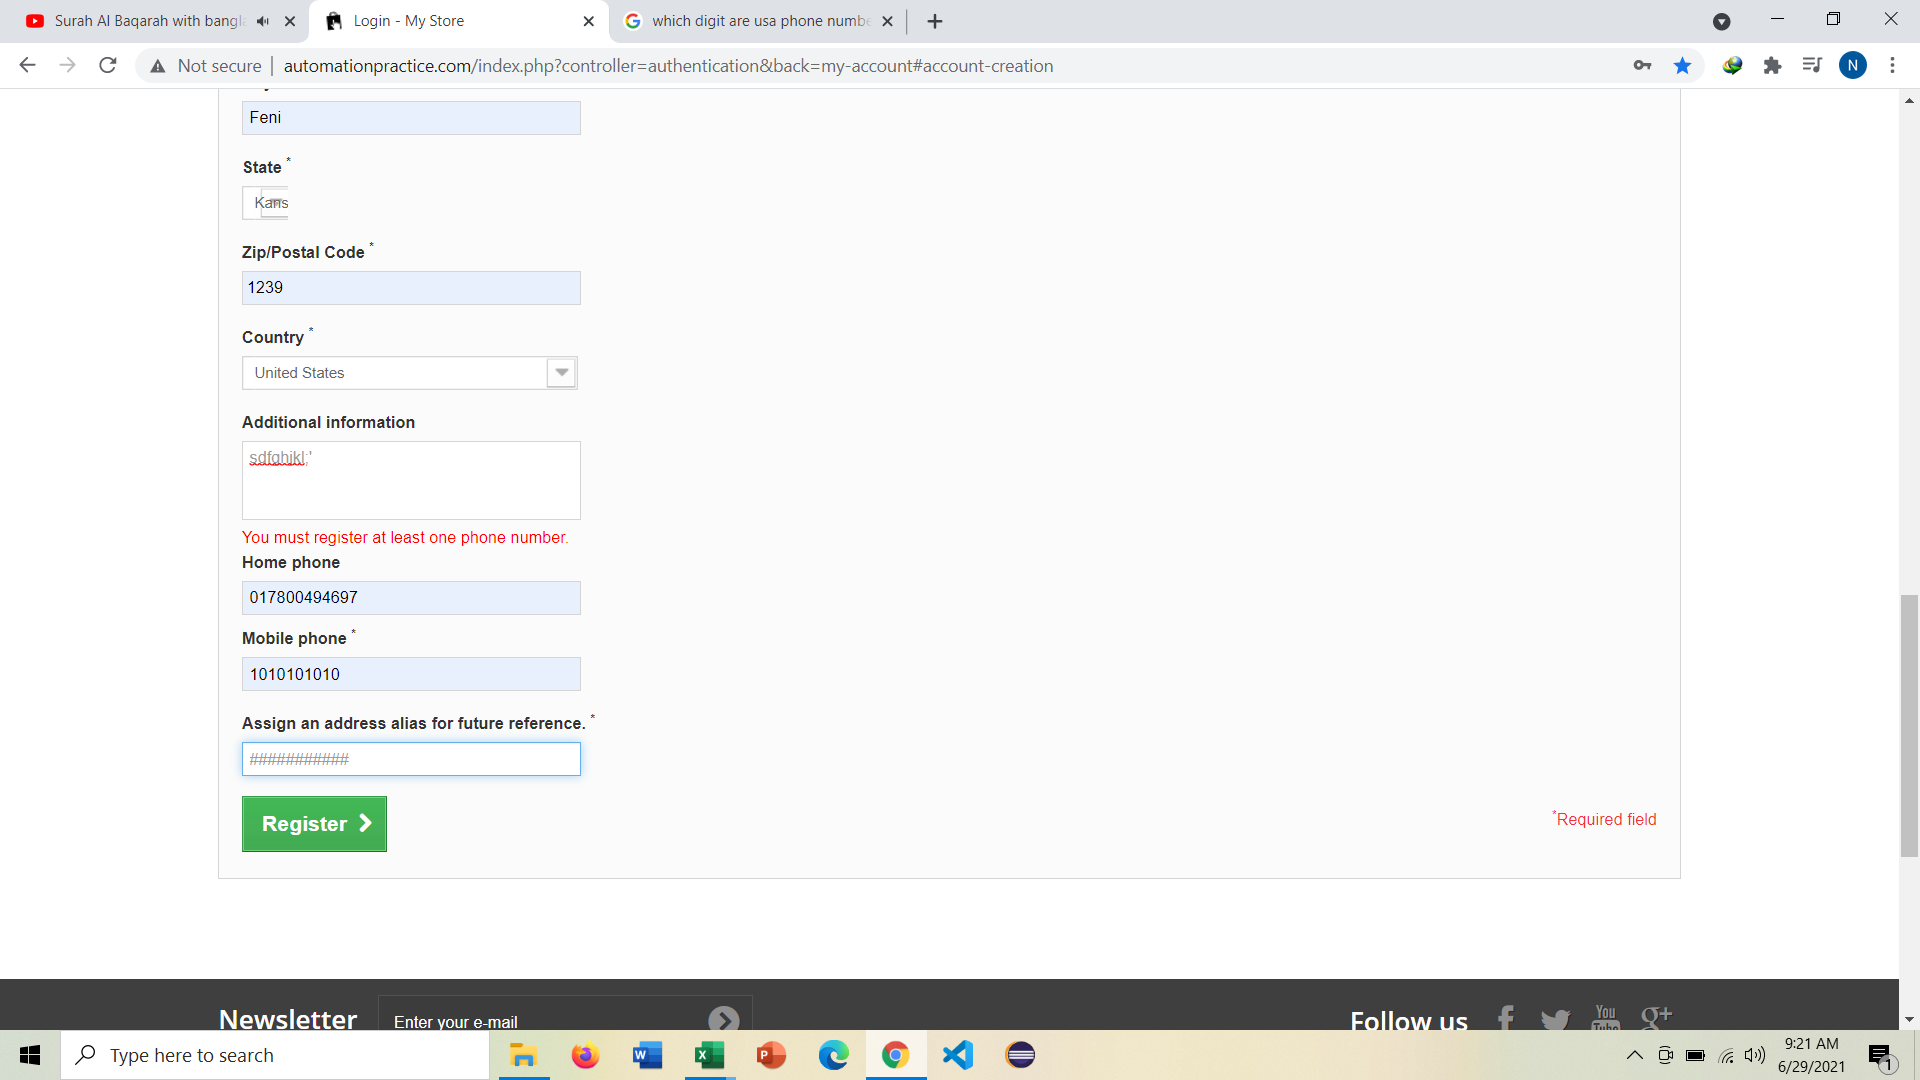 Surah Al Baqarah with bangl
Login - My Store
which digit are usa phone numbe
Not secure
automationpractice.com/index.php?controller=authentication&back=my-account#account-creation
N
Feni
State *
Kans
Zip/Postal Code *
1239
Country *
United States
Additional information
sdfghjkl;'
You must register at least one phone number.
Home phone
017800494697
Mobile phone *
1010101010
Assign an address alias for future reference. *
###########
Register
*Required field
Newsletter
Enter your e-mail
Follow us
You
Tube
g+
Type here to search
9:21 AM
6/29/2021
1